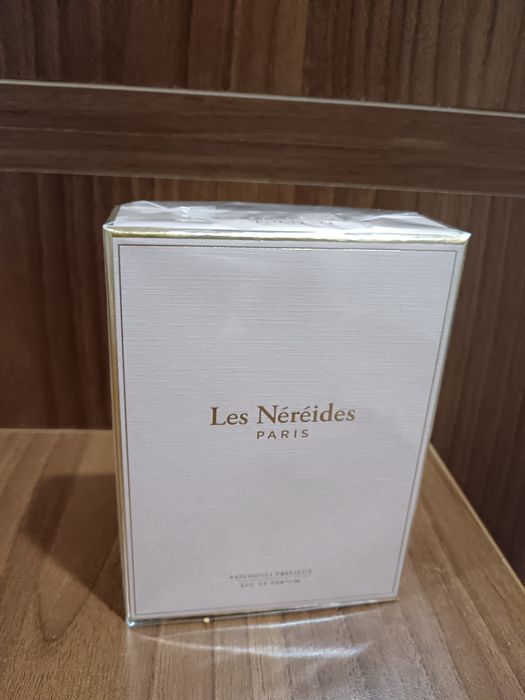 Les Néréides
PARIS
PATCHOULI PRÉCIEUX
EAU DE PARFUM